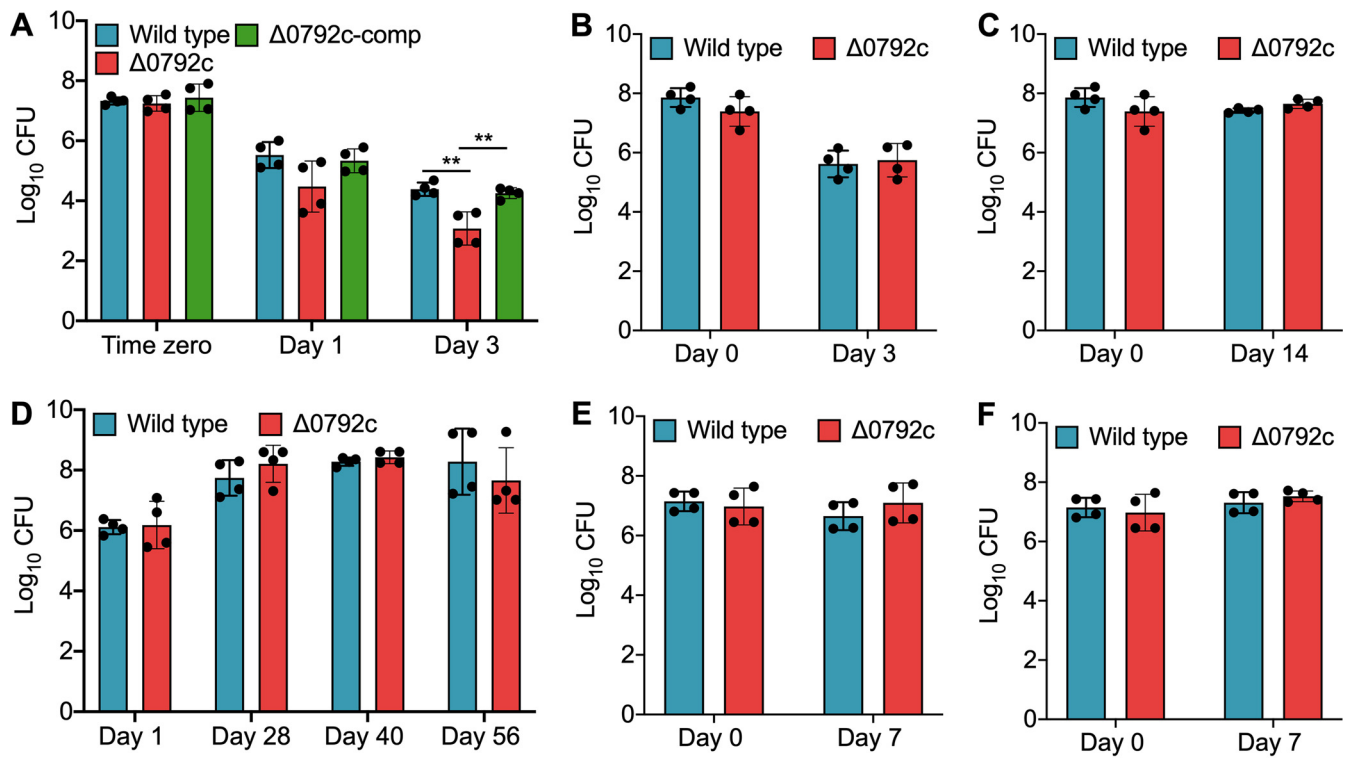 A
Wild type Δ0792c-comp
Δ0792c
Log10 CFU
10
8
6
4
2
0
** **
Time zero Day 1 Day 3
B
Wild type Δ0792c
Log10 CFU
10
8
6
4
2
0
Day 0 Day 3
C
Wild type Δ0792c
Log10 CFU
10
8
6
4
2
0
Day 0 Day 14
D
Wild type Δ0792c
Log10 CFU
10
8
6
4
2
0
Day 1 Day 28 Day 40 Day 56
E
Wild type Δ0792c
Log10 CFU
10
8
6
4
2
0
Day 0 Day 7
F
Wild type Δ0792c
Log10 CFU
10
8
6
4
2
0
Day 0 Day 7